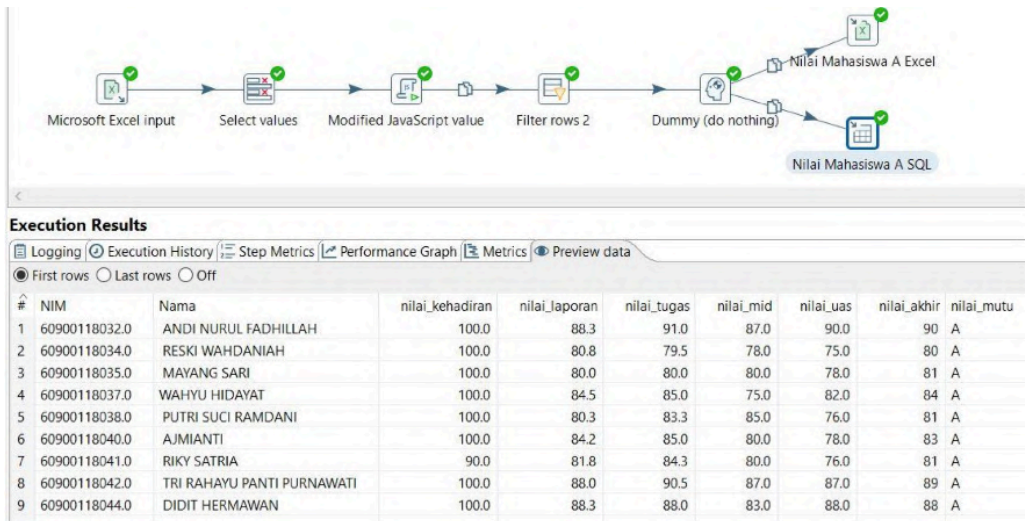 Nilai Mahasiswa A Excel
Microsoft Excel input Select values Modified JavaScript value Filter rows 2 Dummy (do nothing)
Nilai Mahasiswa A SQL
Execution Results
Logging Execution History Step Metrics Performance Graph Metrics Preview data
First rows Last rows Off
# NIM Nama nilai_kehadiran nilai_laporan nilai_tugas nilai_mid nilai_uas nilai_akhir nilai_mutu
1 60900118032.0 ANDI NURUL FADHILLAH 100.0 88.3 91.0 87.0 90.0 90 A
2 60900118034.0 RESKI WAHDANIAH 100.0 80.8 79.5 78.0 75.0 80 A
3 60900118035.0 MAYANG SARI 100.0 80.0 80.0 80.0 78.0 81 A
4 60900118037.0 WAHYU HIDAYAT 100.0 84.5 85.0 75.0 82.0 84 A
5 60900118038.0 PUTRI SUCI RAMDANI 100.0 80.3 83.3 85.0 76.0 81 A
6 60900118040.0 AJMIANTI 100.0 84.2 85.0 80.0 78.0 83 A
7 60900118041.0 RIKY SATRIA 90.0 81.8 84.3 80.0 76.0 81 A
8 60900118042.0 TRI RAHAYU PANTI PURNAWATI 100.0 88.0 90.5 87.0 87.0 89 A
9 60900118044.0 DIDIT HERMAWAN 100.0 88.3 88.0 83.0 88.0 88 A